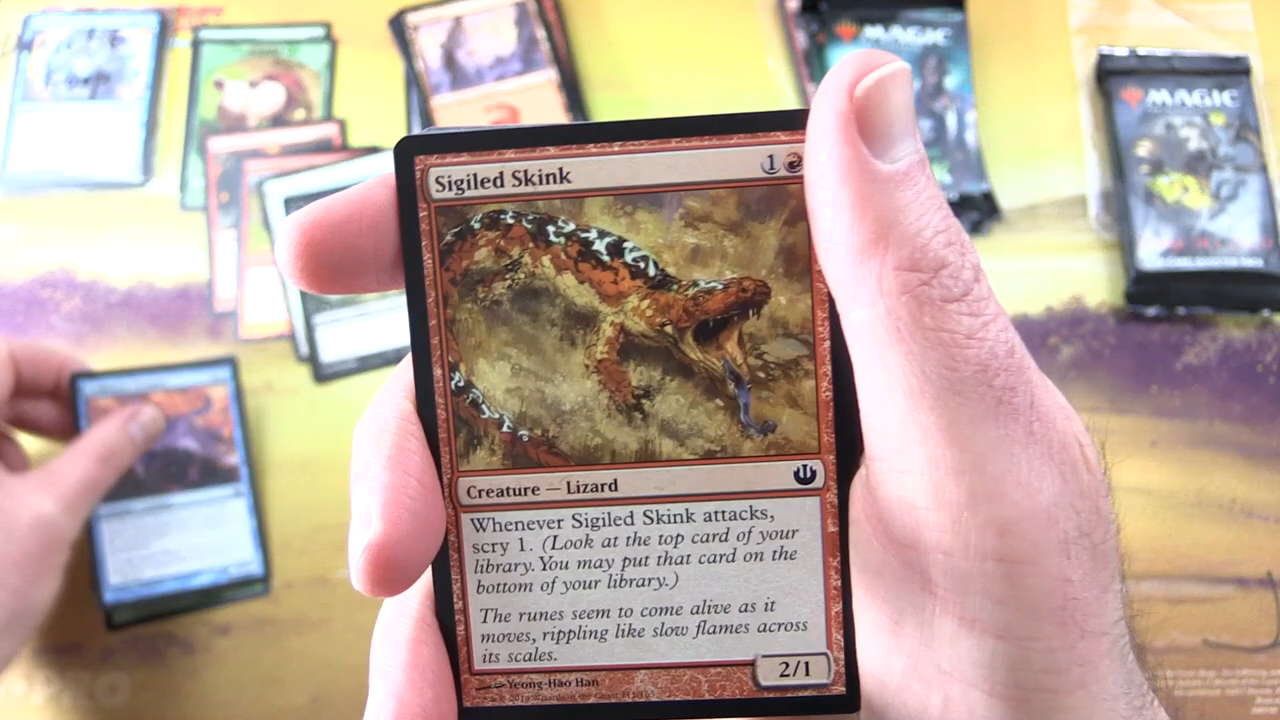 MAGIC
MAGIC
Sigiled Skink
1
Creature — Lizard
Whenever Sigiled Skink attacks,
scry 1. (Look at the top card of your
library. You may put that card on the
bottom of your library.)
The runes seem to come alive as it
moves, rippling like slow flames across
its scales.
2/1
Yeong-Hao Han